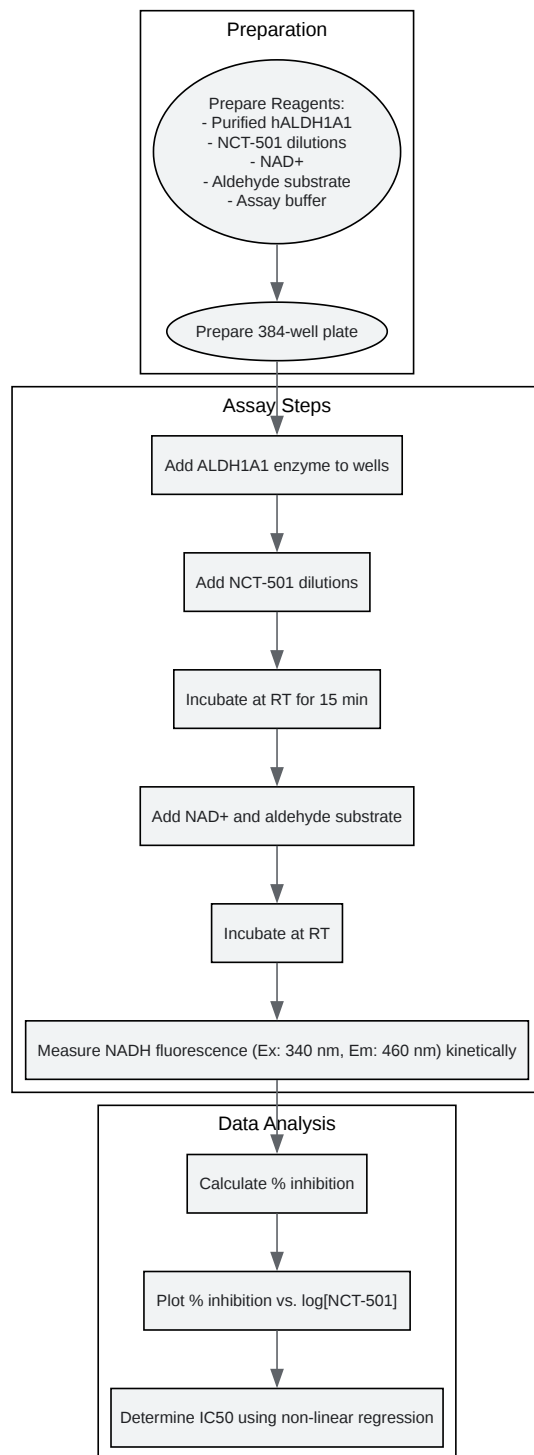 Preparation
Prepare Reagents:
- Purified hALDH1A1
- NCT-501 dilutions
- NAD+
- Aldehyde substrate
- Assay buffer
Prepare 384-well plate
Assay Steps
Add ALDH1A1 enzyme to wells
Add NCT-501 dilutions
Incubate at RT for 15 min
Add NAD+ and aldehyde substrate
Incubate at RT
Measure NADH fluorescence (Ex: 340 nm, Em: 460 nm) kinetically
Data Analysis
Calculate % inhibition
Plot % inhibition vs. log[NCT-501]
Determine IC50 using non-linear regression